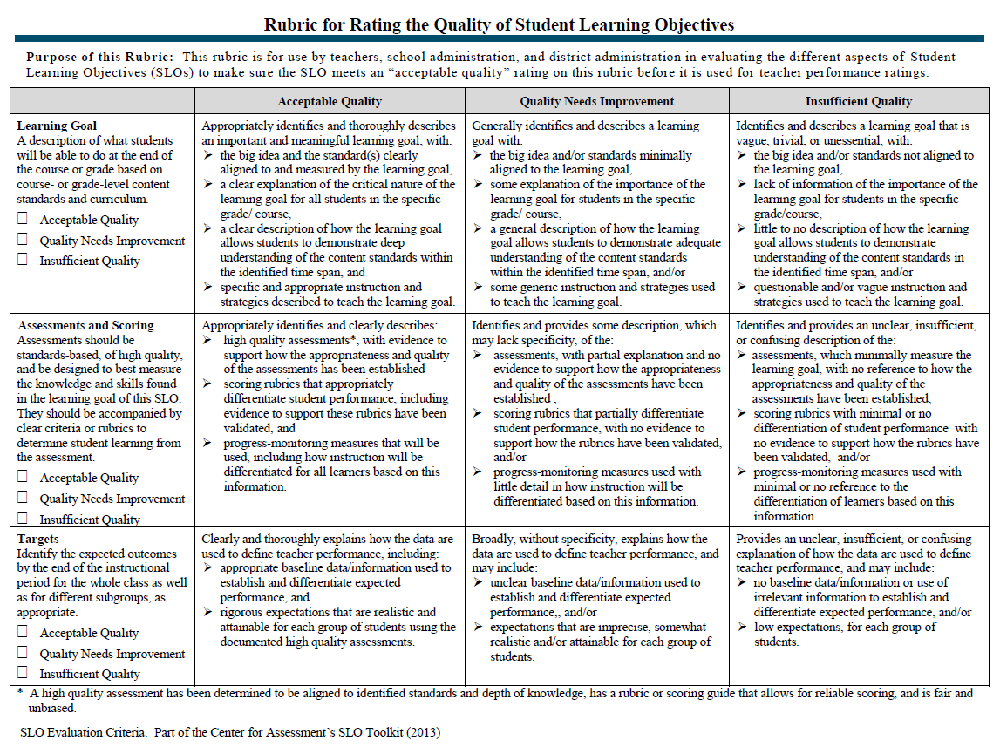 Rubric for Rating the Quality of Student Learning Objectives
Purpose of this Rubric: This rubric is for use by teachers, school administration, and district administration in evaluating the different aspects of Student
Learning Objectives (SLOs) to make sure the SLO meets an “acceptable quality” rating on this rubric before it is used for teacher performance ratings.
Acceptable Quality
Quality Needs Improvement
Insufficient Quality
Learning Goal
A description of what students
will be able to do at the end of
the course or grade based on
course- or grade-level content
standards and curriculum.
☐ Acceptable Quality
☐ Quality Needs Improvement
☐ Insufficient Quality
Appropriately identifies and thoroughly describes
an important and meaningful learning goal, with:
➢ the big idea and the standard(s) clearly
aligned to and measured by the learning goal,
➢ a clear explanation of the critical nature of the
learning goal for all students in the specific
grade/ course,
➢ a clear description of how the learning goal
allows students to demonstrate deep
understanding of the content standards within
the identified time span, and
➢ specific and appropriate instruction and
strategies described to teach the learning goal.
Generally identifies and describes a learning
goal with:
➢ the big idea and/or standards minimally
aligned to the learning goal,
➢ some explanation of the importance of the
learning goal for students in the specific
grade/ course,
➢ a general description of how the learning
goal allows students to demonstrate adequate
understanding of the content standards
within the identified time span, and/or
➢ some generic instruction and strategies used
to teach the learning goal.
Identifies and describes a learning goal that is
vague, trivial, or unessential, with:
➢ the big idea and/or standards not aligned to
the learning goal,
➢ lack of information of the importance of the
learning goal for students in the specific
grade/course,
➢ little to no description of how the learning
goal allows students to demonstrate
understanding of the content standards in
the identified time span, and/or
➢ questionable and/or vague instruction and
strategies used to teach the learning goal.
Assessments and Scoring
Assessments should be
standards-based, of high quality,
and be designed to best measure
the knowledge and skills found
in the learning goal of this SLO.
They should be accompanied by
clear criteria or rubrics to
determine student learning from
the assessment.
☐ Acceptable Quality
☐ Quality Needs Improvement
☐ Insufficient Quality
Appropriately identifies and clearly describes:
➢ high quality assessments*, with evidence to
support how the appropriateness and quality
of the assessments has been established
➢ scoring rubrics that appropriately
differentiate student performance, including
evidence to support these rubrics have been
validated, and
➢ progress-monitoring measures that will be
used, including how instruction will be
differentiated for all learners based on this
information.
Identifies and provides some description, which
may lack specificity, of the:
➢ assessments, with partial explanation and no
evidence to support how the appropriateness
and quality of the assessments have been
established ,
➢ scoring rubrics that partially differentiate
student performance, with no evidence to
support how the rubrics have been validated,
and/or
➢ progress-monitoring measures used with
little detail in how instruction will be
differentiated based on this information.
Identifies and provides an unclear, insufficient,
or confusing description of the:
➢ assessments, which minimally measure the
learning goal, with no reference to how the
appropriateness and quality of the
assessments have been established,
➢ scoring rubrics with minimal or no
differentiation of student performance with
no evidence to support how the rubrics have
been validated, and/or
➢ progress-monitoring measures used with
minimal or no reference to the
differentiation of learners based on this
information.
Targets
Identify the expected outcomes
by the end of the instructional
period for the whole class as well
as for different subgroups, as
appropriate.
☐ Acceptable Quality
☐ Quality Needs Improvement
☐ Insufficient Quality
Clearly and thoroughly explains how the data are
used to define teacher performance, including:
➢ appropriate baseline data/information used to
establish and differentiate expected
performance, and
➢ rigorous expectations that are realistic and
attainable for each group of students using the
documented high quality assessments.
Broadly, without specificity, explains how the
data are used to define teacher performance, and
may include:
➢ unclear baseline data/information used to
establish and differentiate expected
performance,, and/or
➢ expectations that are imprecise, somewhat
realistic and/or attainable for each group of
students.
Provides an unclear, insufficient, or confusing
explanation of how the data are used to define
teacher performance, and may include:
➢ no baseline data/information or use of
irrelevant information to establish and
differentiate expected performance, and/or
➢ low expectations, for each group of
students.
* A high quality assessment has been determined to be aligned to identified standards and depth of knowledge, has a rubric or scoring guide that allows for reliable scoring, and is fair and
unbiased.
SLO Evaluation Criteria. Part of the Center for Assessment’s SLO Toolkit (2013)